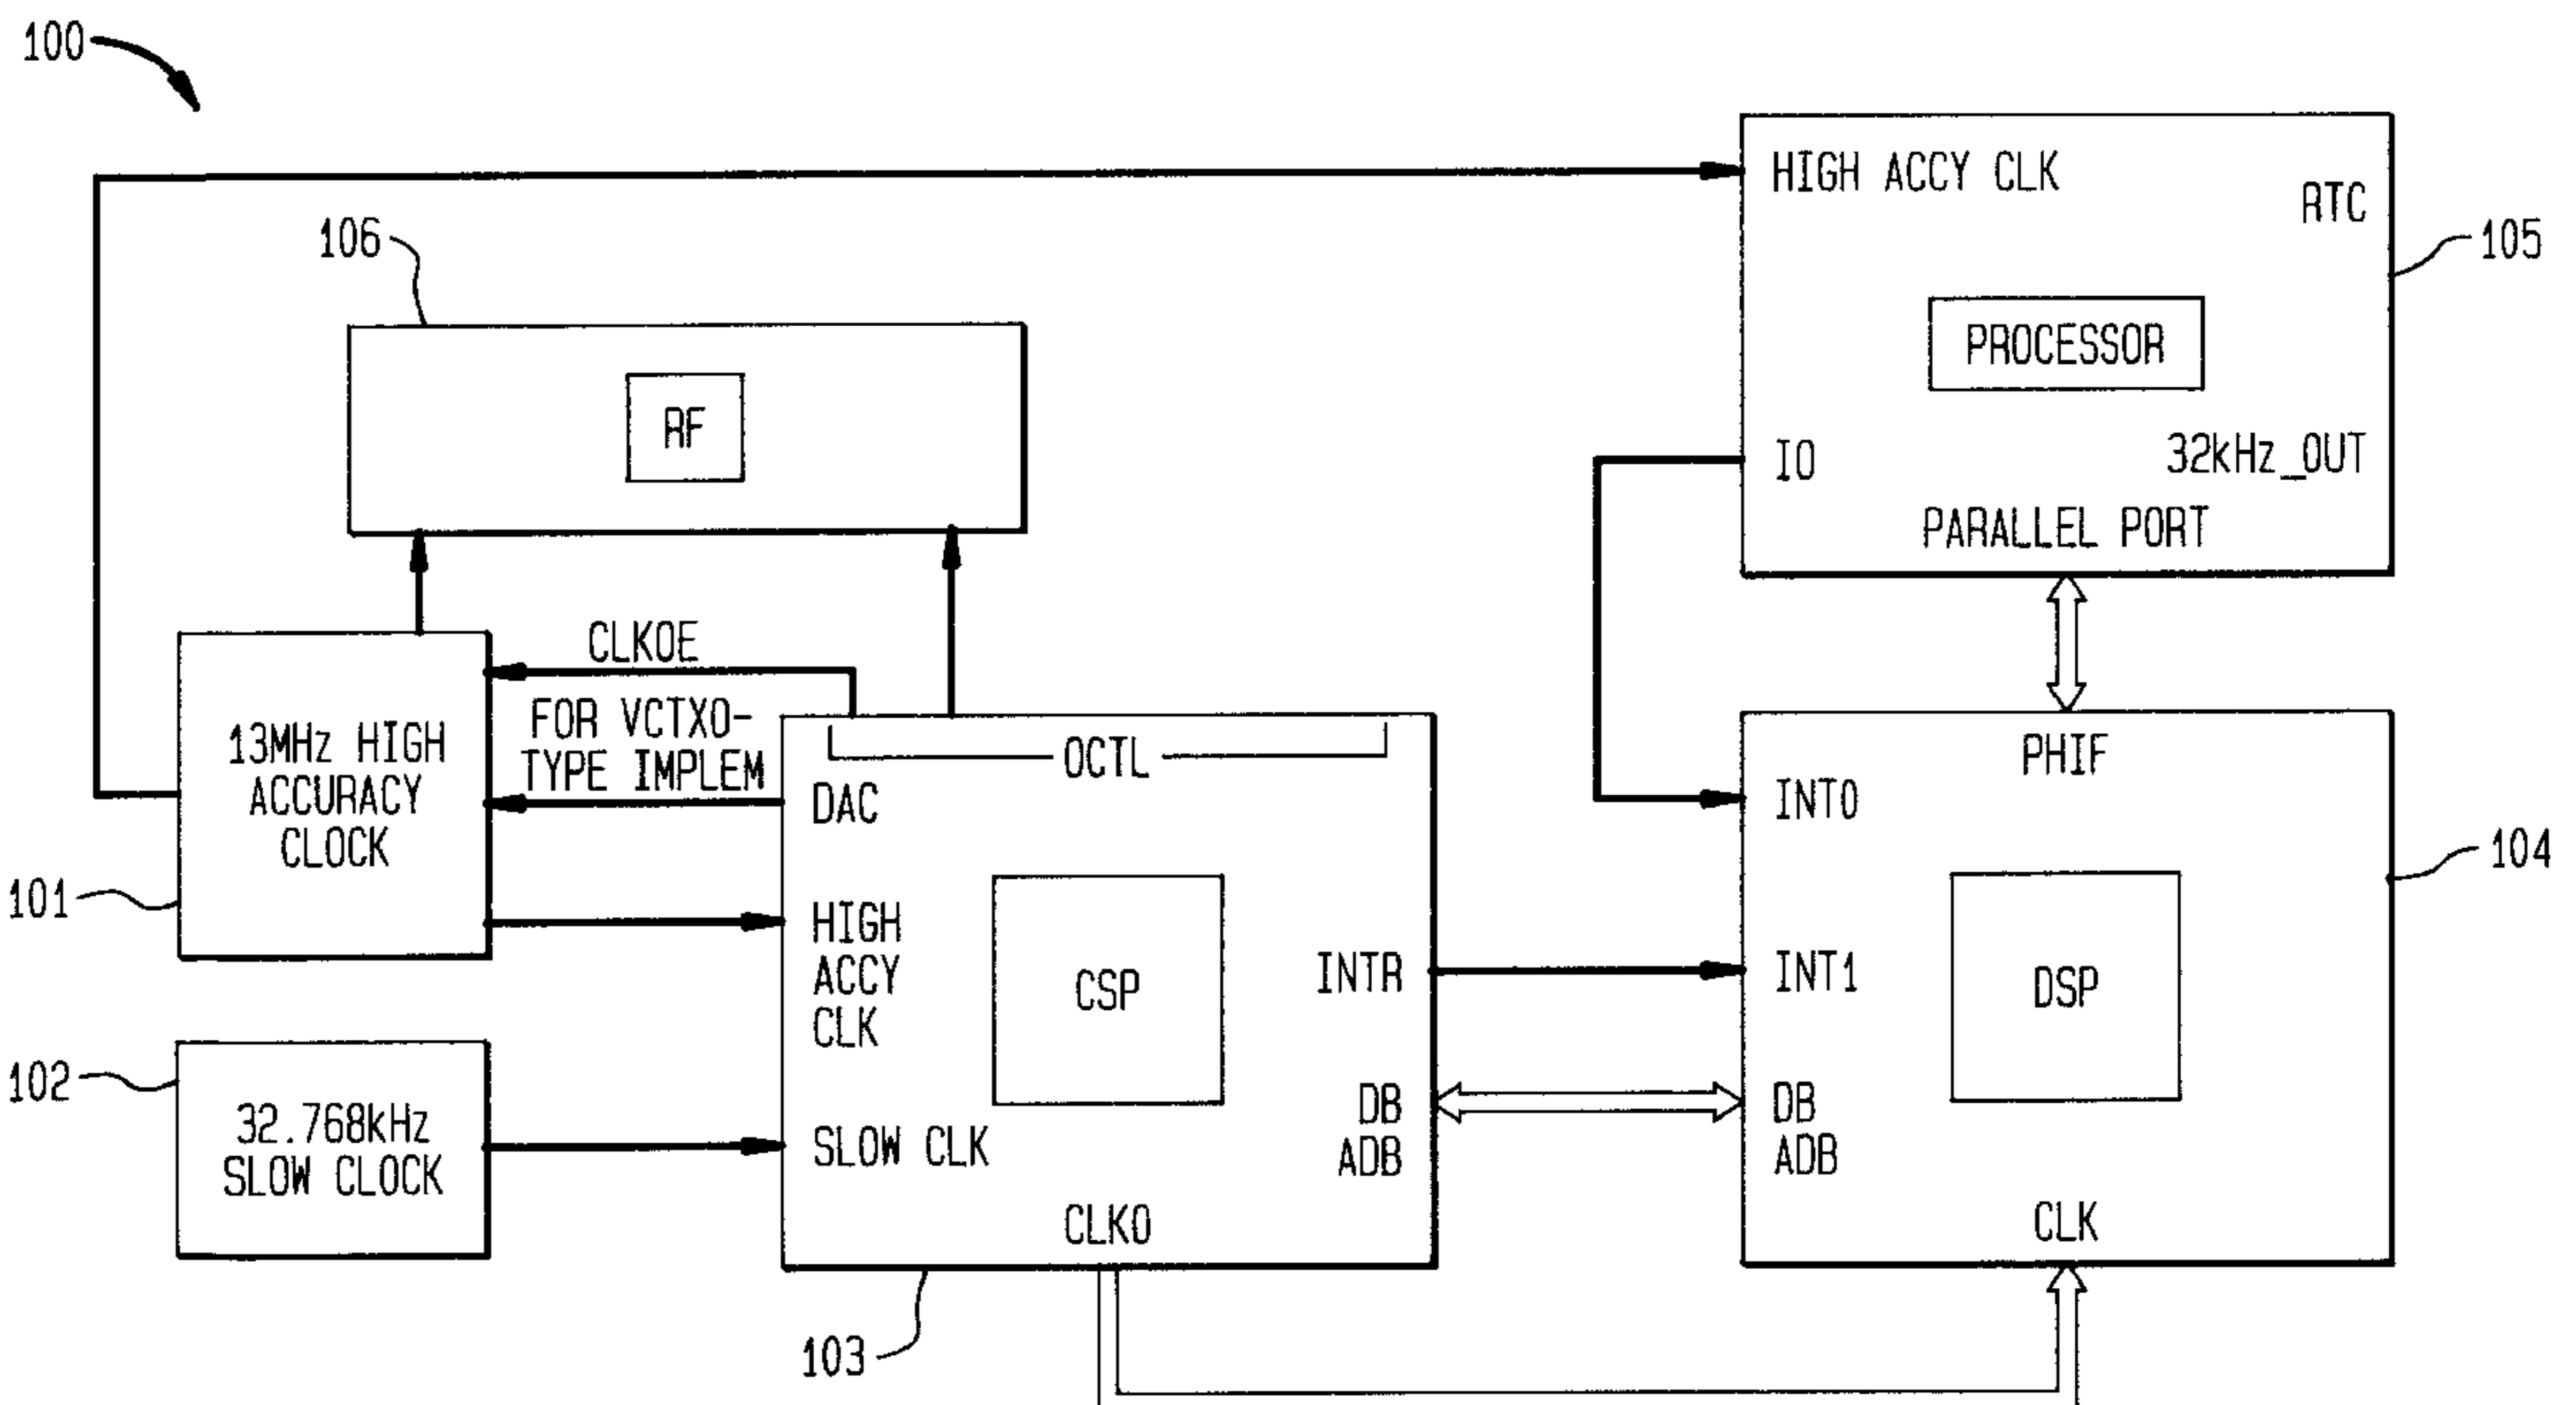 100
HIGH ACCY CLK
RTC
105
106
PROCESSOR
RF
IO
32kHz_OUT
PARALLEL PORT
CLKOE
FOR VCTXO-
TYPE IMPLEM
13MHz HIGH
ACCURACY
CLOCK
101
OCTL
DAC
HIGH
ACCY
CLK
CSP
INTR
DB
ADB
SLOW CLK
CLKO
103
102
32.768kHz
SLOW CLOCK
PHIF
INT0
104
INT1
DSP
DB
ADB
CLK